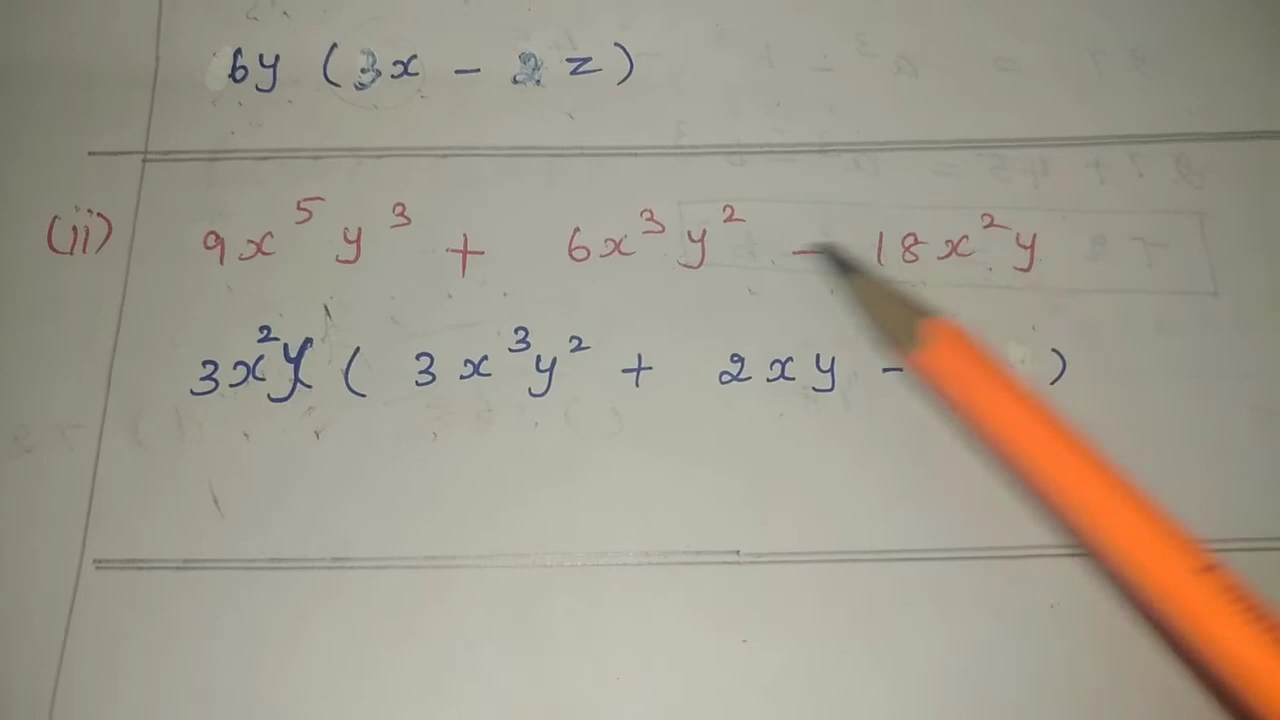 6y (3x - 2z)
(ii) 9x⁵y³ + 6x³y² - 18x²y
3x²y ( 3x³y² + 2xy - )